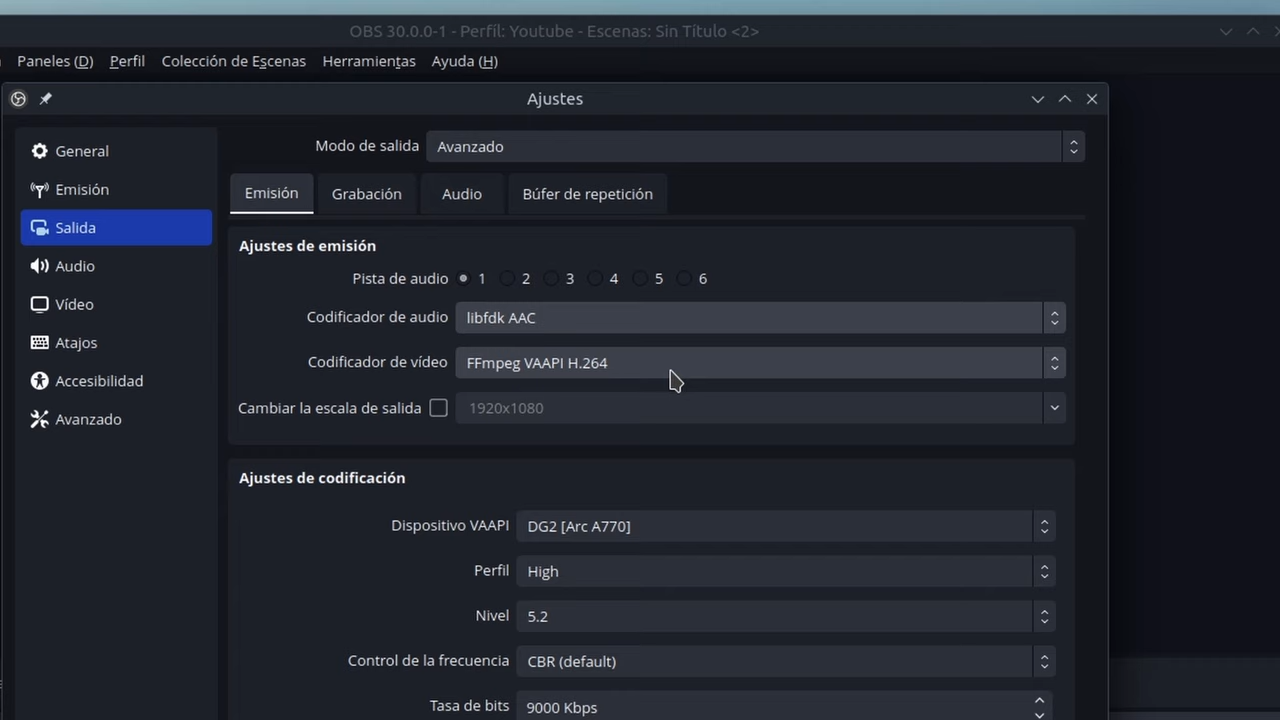 OBS 30.0.0-1 - Perfíl: Youtube - Escenas: Sin Título <2>
Paneles (D) Perfil Colección de Escenas Herramientas Ayuda (H)
Ajustes
General
Emisión
Salida
Audio
Vídeo
Atajos
Accesibilidad
Avanzado
Modo de salida Avanzado
Emisión Grabación Audio Búfer de repetición
Ajustes de emisión
Pista de audio 1 2 3 4 5 6
Codificador de audio libfdk AAC
Codificador de vídeo FFmpeg VAAPI H.264
Cambiar la escala de salida 1920x1080
Ajustes de codificación
Dispositivo VAAPI DG2 [Arc A770]
Perfil High
Nivel 5.2
Control de la frecuencia CBR (default)
Tasa de bits 9000 Kbps